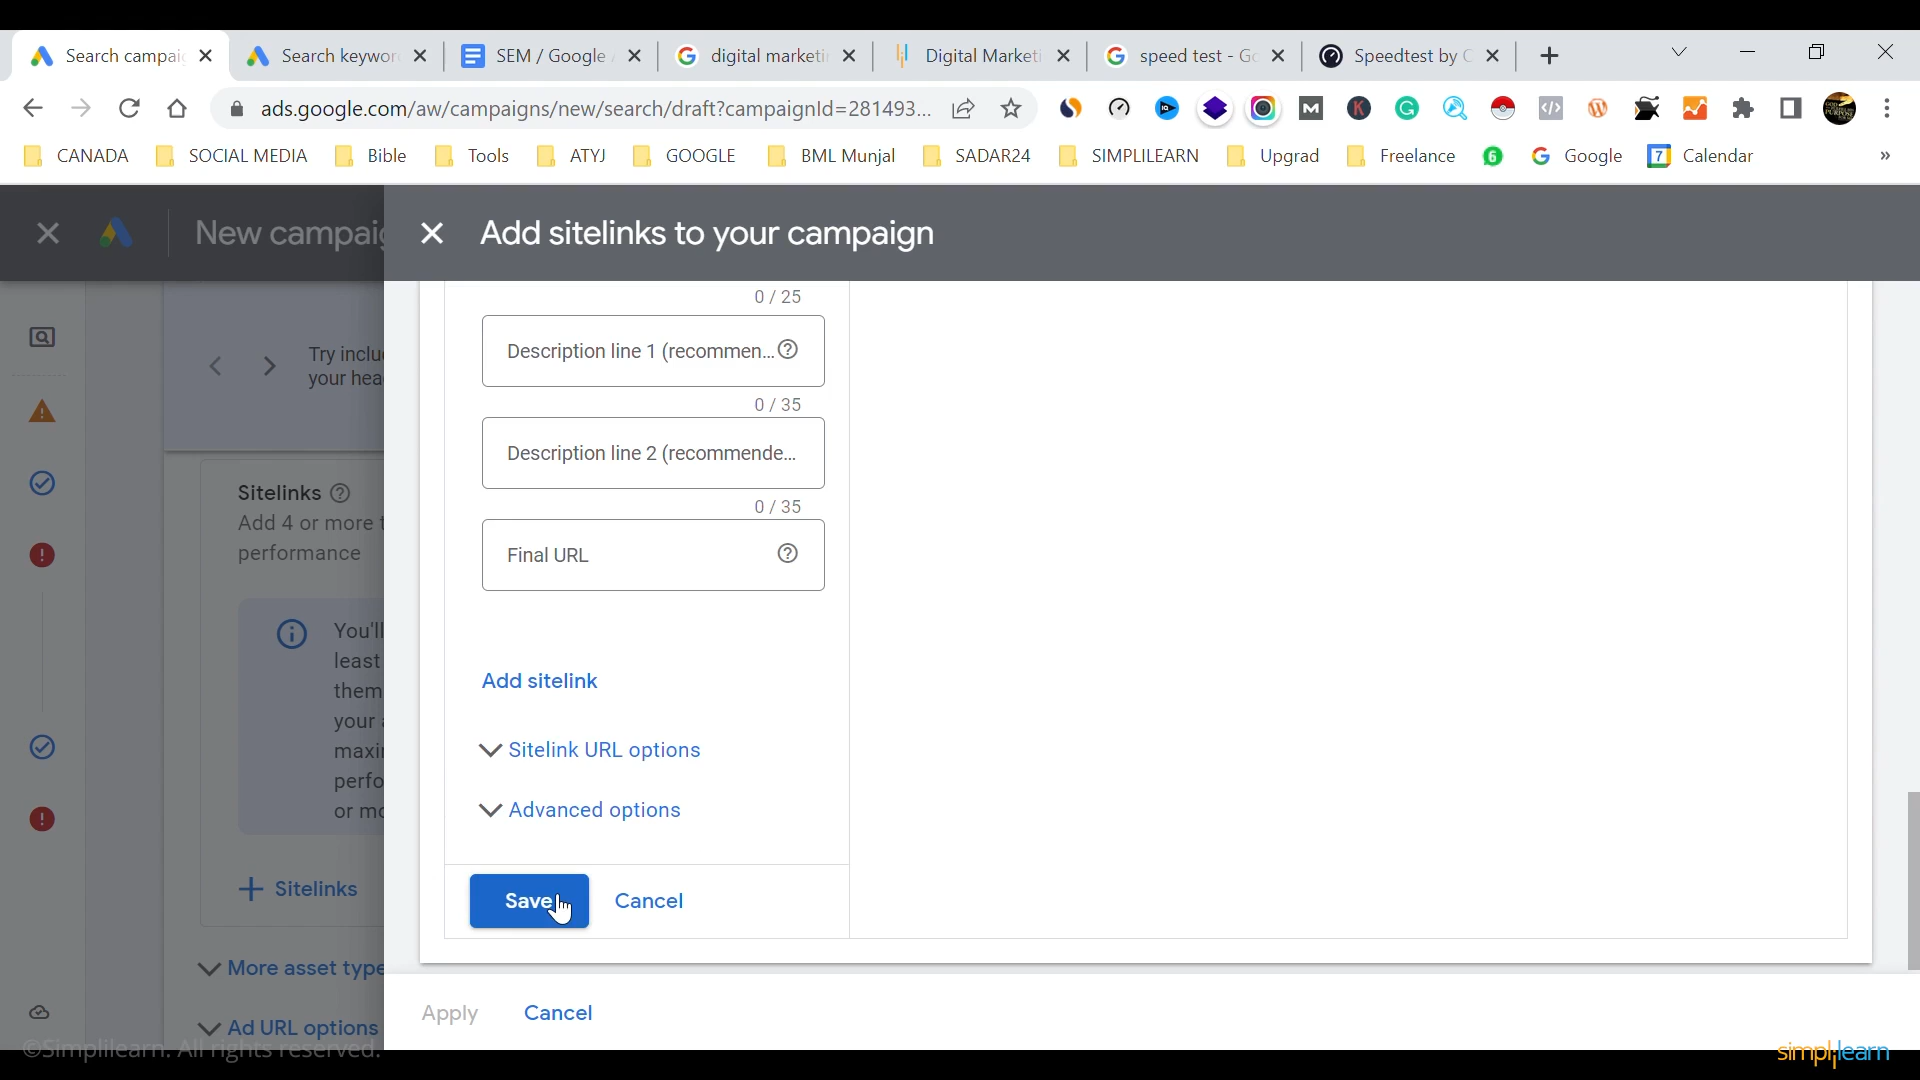 Search campaig
Search keywor
SEM / Google
digital marketi
Digital Marketi
speed test - Go
Speedtest by
ads.google.com/aw/campaigns/new/search/draft?campaignId=281493...
CANADA
SOCIAL MEDIA
Bible
Tools
ATYJ
GOOGLE
BML Munjal
SADAR24
SIMPLILEARN
Upgrad
Freelance
Google
7
Calendar
»
New campaig
Add sitelinks to your campaign
Try inclu
your hea
Sitelinks
Add 4 or more t
performance
You'll
least
them
your
maxi
perfo
or mo
+ Sitelinks
More asset type
Ad URL options
0 / 25
Description line 1 (recommen...
0 / 35
Description line 2 (recommende...
0 / 35
Final URL
Add sitelink
Sitelink URL options
Advanced options
Save
Cancel
Apply
Cancel
©Simplilearn. All rights reserved.
simplilearn